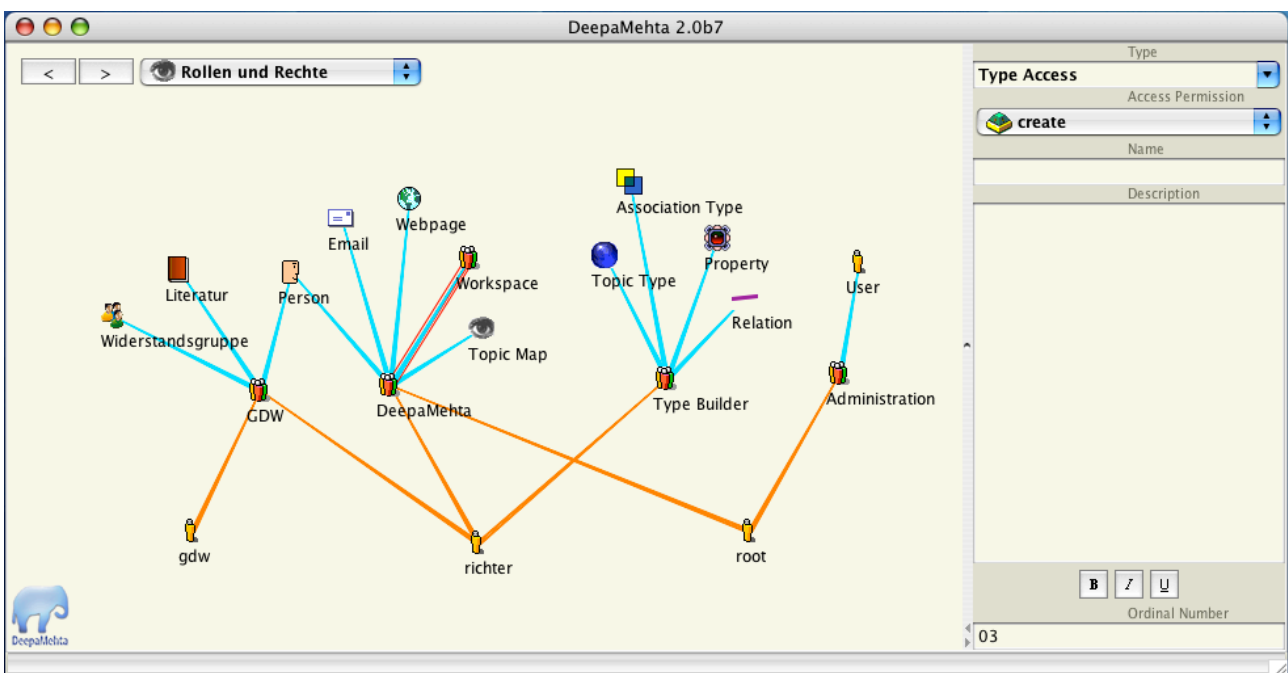 DeepaMehta 2.0b7
< > Rollen und Rechte
Type
Type Access
Access Permission
create
Name
Description
Association Type
Webpage
Email
Property
Topic Type
Workspace
User
Literatur
Person
Relation
Widerstandsgruppe
Topic Map
GDW
DeepaMehta
Type Builder
Administration
gdw
richter
root
B I U
Ordinal Number
03
DeepaMehta